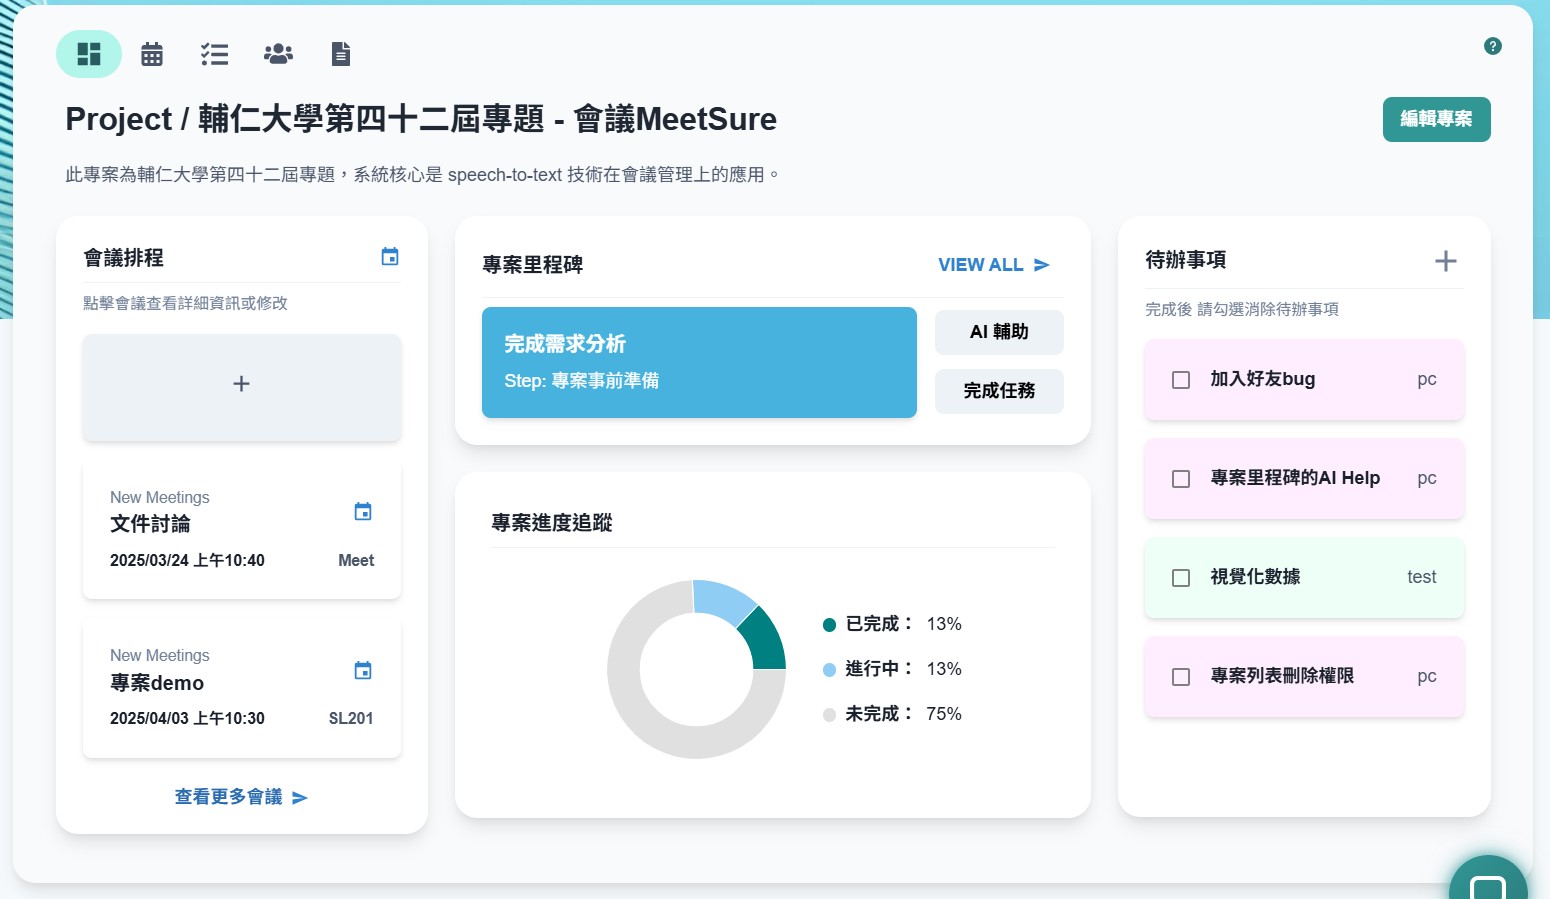 Project / 輔仁大學第四十二屆專題 - 會議MeetSure
編輯專案
此專案為輔仁大學第四十二屆專題，系統核心是 speech-to-text 技術在會議管理上的應用。
會議排程
點擊會議查看詳細資訊或修改
+
New Meetings
文件討論
2025/03/24 上午10:40 Meet
New Meetings
專案demo
2025/04/03 上午10:30 SL201
查看更多會議
專案里程碑 VIEW ALL
完成需求分析
Step: 專案事前準備
AI 輔助
完成任務
專案進度追蹤
已完成： 13%
進行中： 13%
未完成： 75%
待辦事項 +
完成後 請勾選消除待辦事項
加入好友bug pc
專案里程碑的AI Help pc
視覺化數據 test
專案列表刪除權限 pc